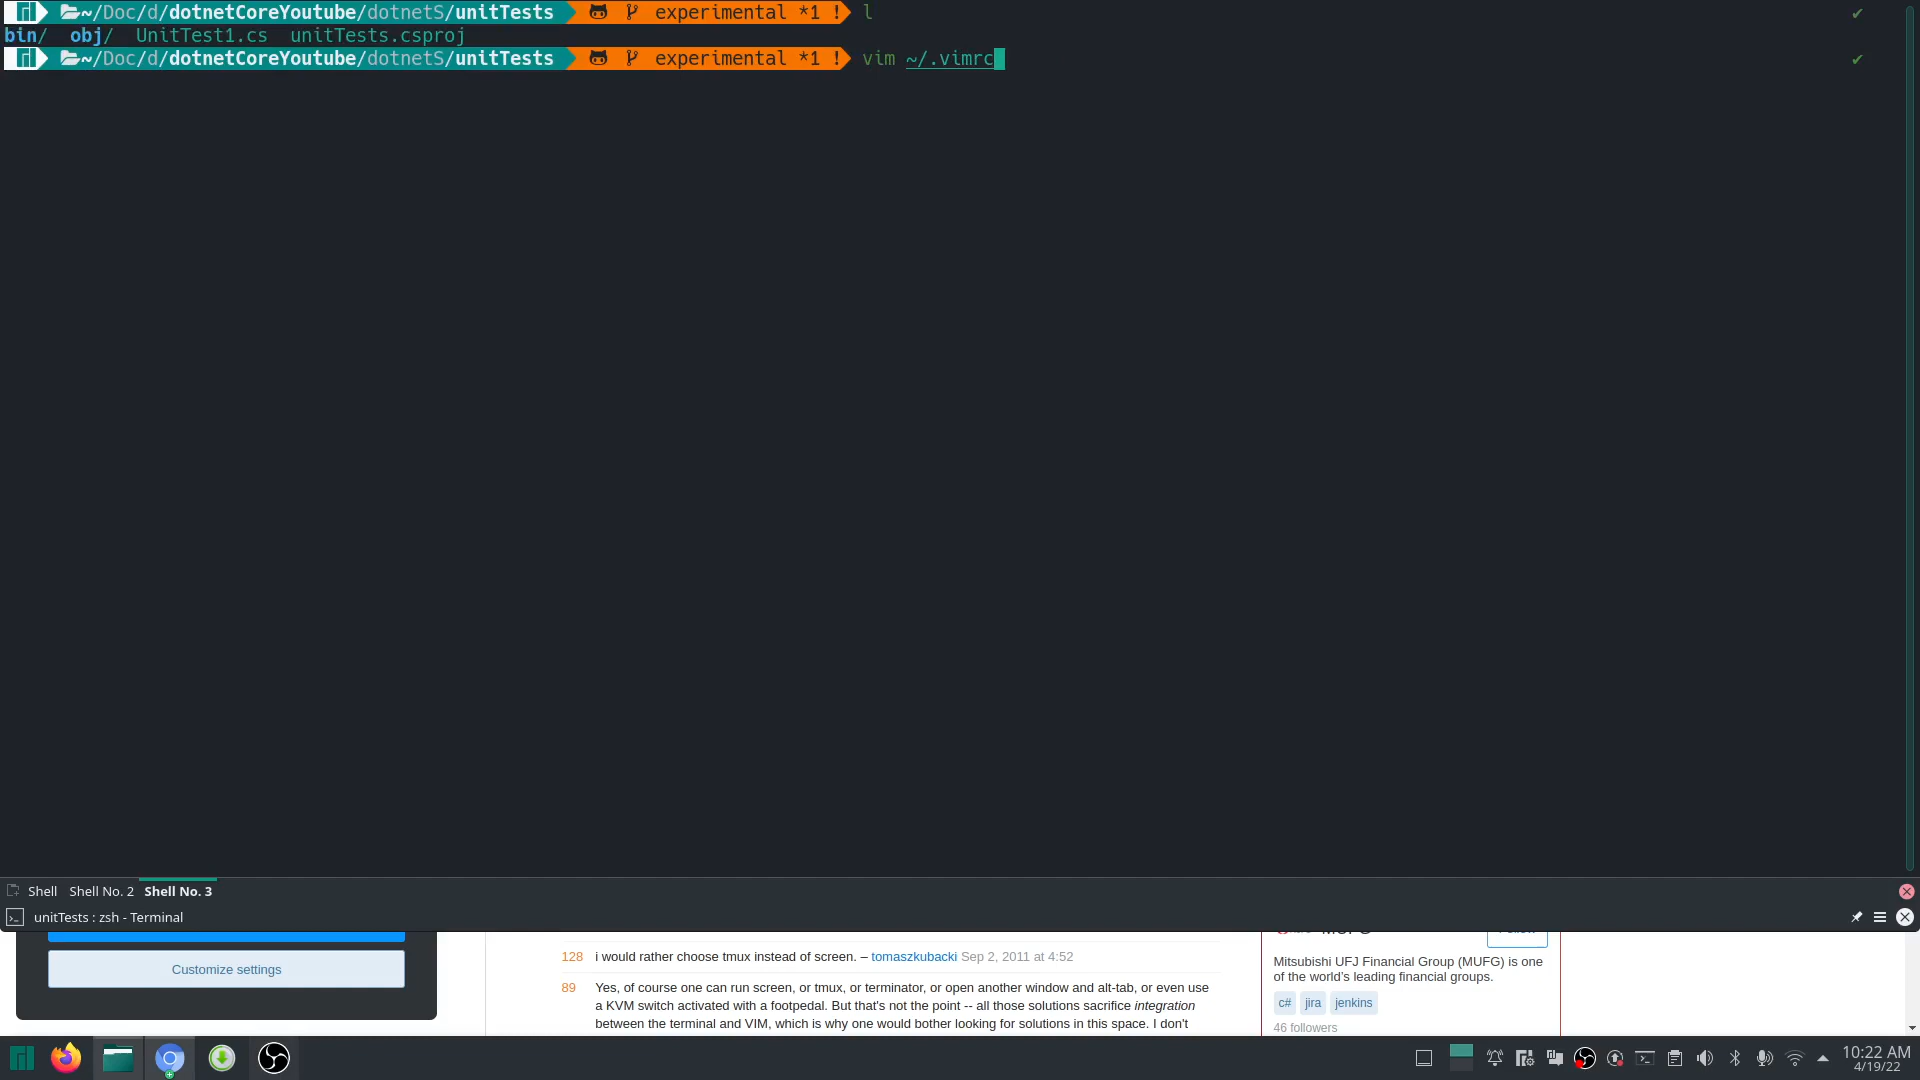 ~/Doc/d/dotnetCoreYoutube/dotnetS/unitTests experimental *1 ! l ✔
bin/ obj/ UnitTest1.cs unitTests.csproj
~/Doc/d/dotnetCoreYoutube/dotnetS/unitTests experimental *1 ! vim ~/.vimrc ✔
Shell Shell No. 2 Shell No. 3
unitTests : zsh - Terminal
Customize settings
128 i would rather choose tmux instead of screen. – tomaszkubacki Sep 2, 2011 at 4:52
89 Yes, of course one can run screen, or tmux, or terminator, or open another window and alt-tab, or even use
a KVM switch activated with a footpedal. But that's not the point -- all those solutions sacrifice integration
between the terminal and VIM, which is why one would bother looking for solutions in this space. I don't
Mitsubishi UFJ Financial Group (MUFG) is one
of the world's leading financial groups.
c# jira jenkins
46 followers
10:22 AM
4/19/22